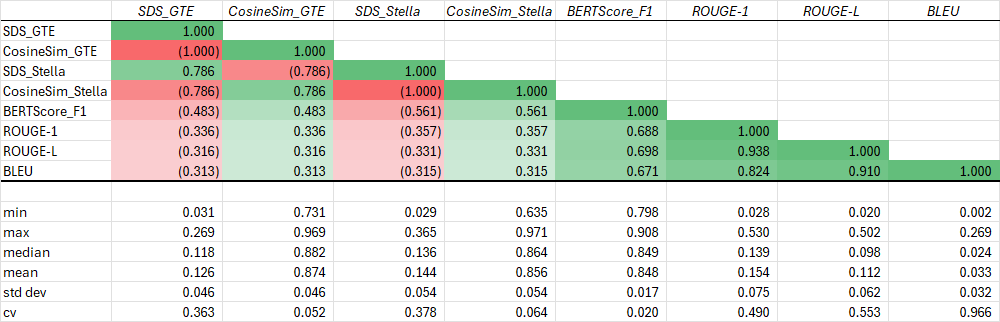 SDS_GTE CosineSim_GTE SDS_Stella CosineSim_Stella BERTScore_F1 ROUGE-1 ROUGE-L BLEU
SDS_GTE 1.000
CosineSim_GTE (1.000) 1.000
SDS_Stella 0.786 (0.786) 1.000
CosineSim_Stella (0.786) 0.786 (1.000) 1.000
BERTScore_F1 (0.483) 0.483 (0.561) 0.561 1.000
ROUGE-1 (0.336) 0.336 (0.357) 0.357 0.688 1.000
ROUGE-L (0.316) 0.316 (0.331) 0.331 0.698 0.938 1.000
BLEU (0.313) 0.313 (0.315) 0.315 0.671 0.824 0.910 1.000
min 0.031 0.731 0.029 0.635 0.798 0.028 0.020 0.002
max 0.269 0.969 0.365 0.971 0.908 0.530 0.502 0.269
median 0.118 0.882 0.136 0.864 0.849 0.139 0.098 0.024
mean 0.126 0.874 0.144 0.856 0.848 0.154 0.112 0.033
std dev 0.046 0.046 0.054 0.054 0.017 0.075 0.062 0.032
cv 0.363 0.052 0.378 0.064 0.020 0.490 0.553 0.966